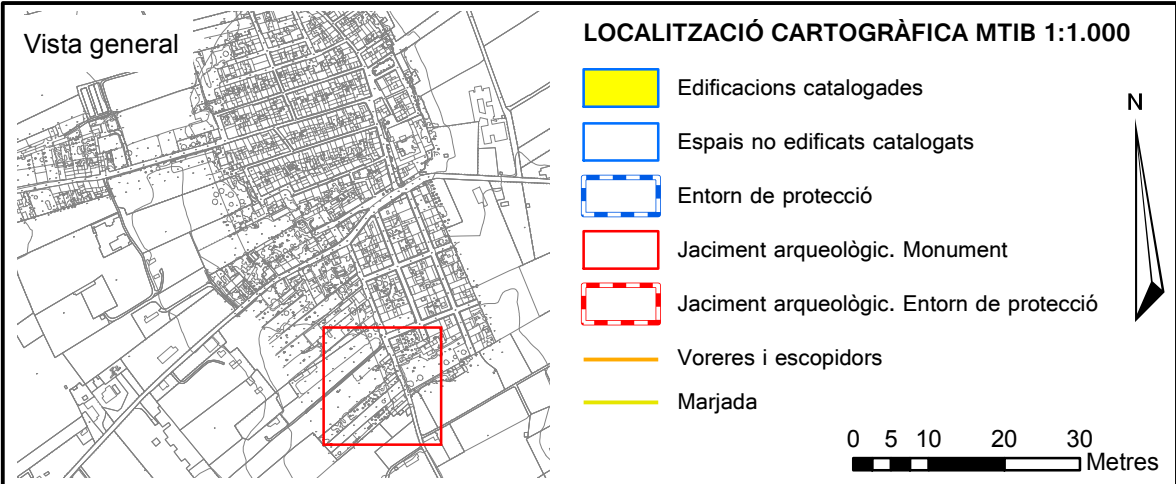 Vista general
LOCALITZACIÓ CARTOGRÀFICA MTIB 1:1.000
Edificacions catalogades
Espais no edificats catalogats
Entorn de protecció
Jaciment arqueològic. Monument
Jaciment arqueològic. Entorn de protecció
Voreres i escopidors
Marjada
N
0 5 10 20 30
Metres